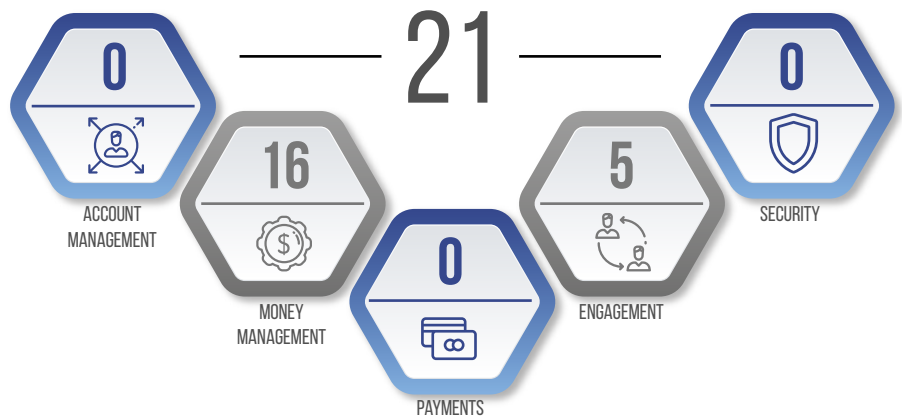 21
0
ACCOUNT
MANAGEMENT
16
$
MONEY
MANAGEMENT
0
PAYMENTS
5
ENGAGEMENT
0
SECURITY